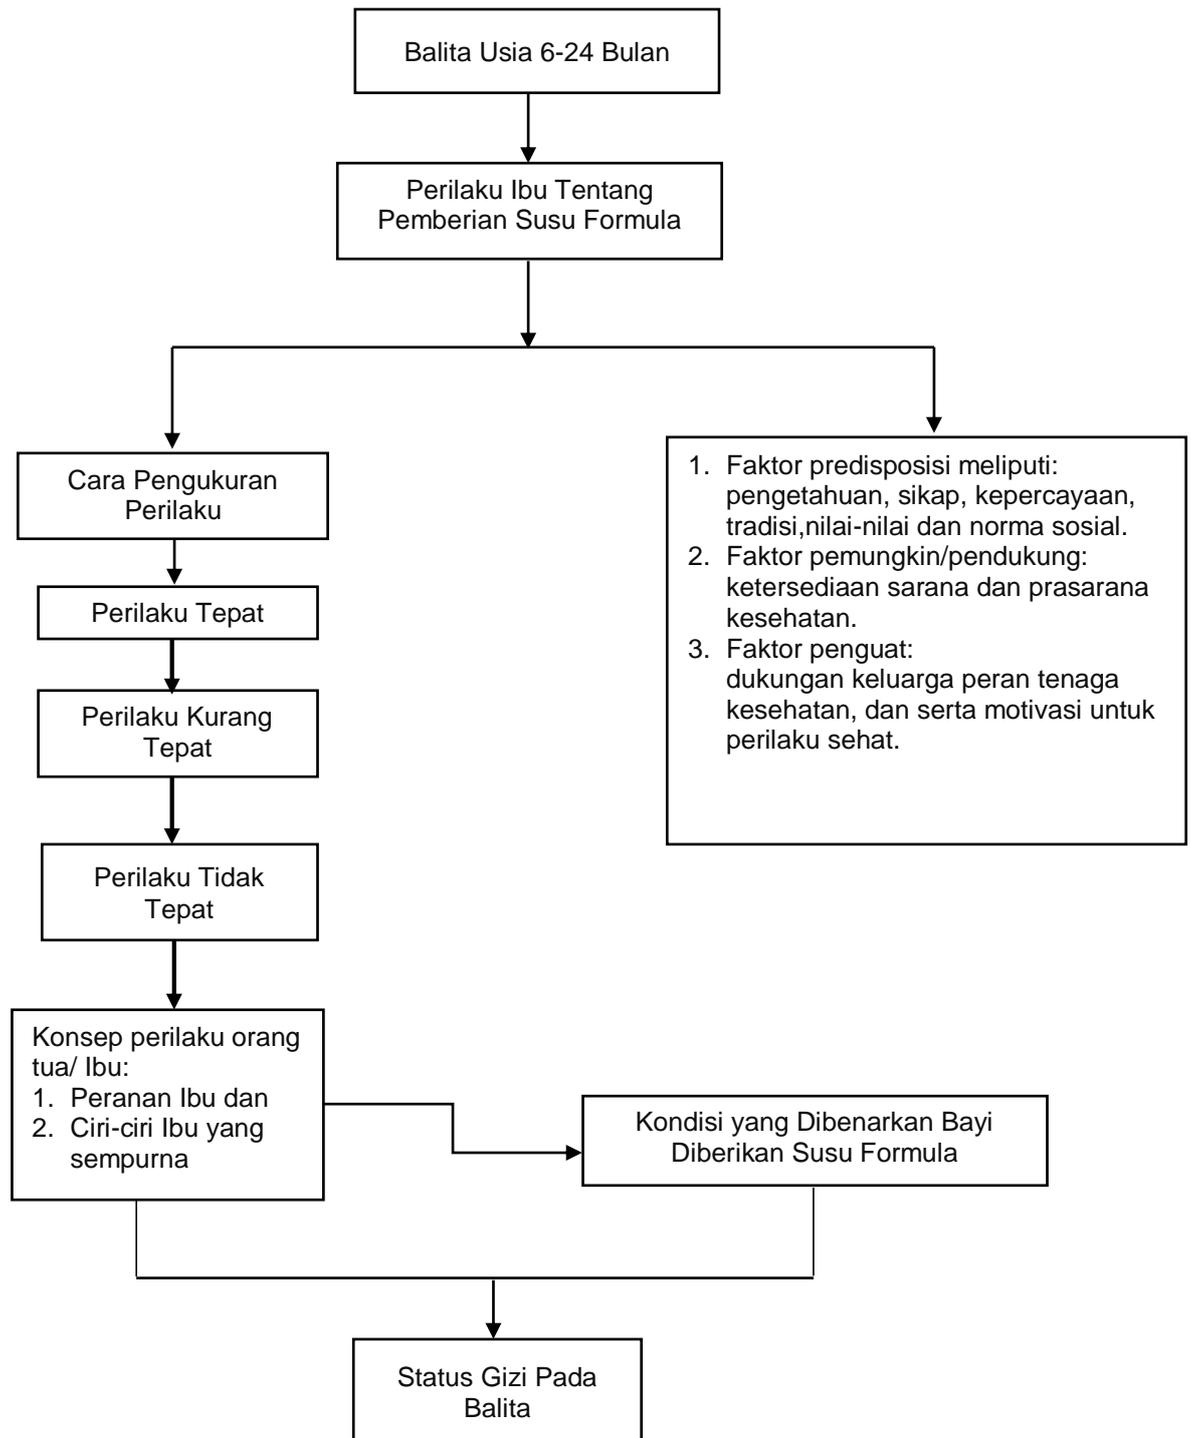 Balita Usia 6-24 Bulan
Perilaku Ibu Tentang
Pemberian Susu Formula
Cara Pengukuran
Perilaku
Perilaku Tepat
Perilaku Kurang
Tepat
Perilaku Tidak
Tepat
Konsep perilaku orang
tua/ Ibu:
1. Peranan Ibu dan
2. Ciri-ciri Ibu yang
sempurna
1. Faktor predisposisi meliputi:
pengetahuan, sikap, kepercayaan,
tradisi,nilai-nilai dan norma sosial.
2. Faktor pemungkin/pendukung:
ketersediaan sarana dan prasarana
kesehatan.
3. Faktor penguat:
dukungan keluarga peran tenaga
kesehatan, dan serta motivasi untuk
perilaku sehat.
Kondisi yang Dibenarkan Bayi
Diberikan Susu Formula
Status Gizi Pada
Balita